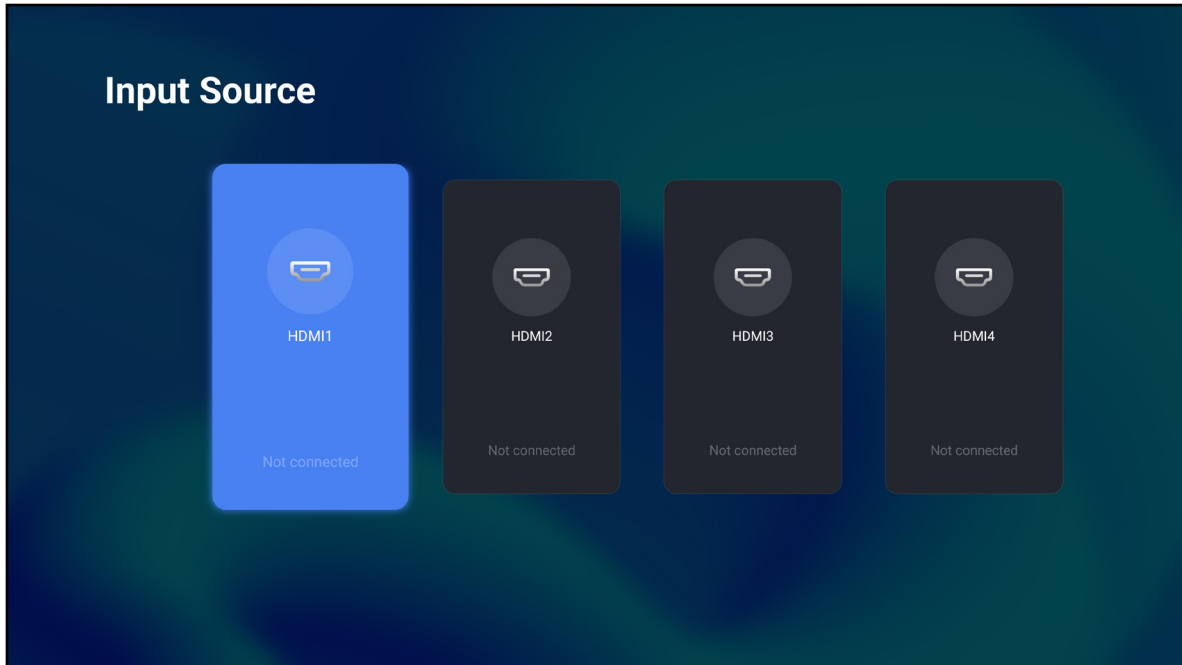 Input Source
HDMI1
HDMI2
HDMI3
HDMI4
Not connected
Not connected
Not connected
Not connected